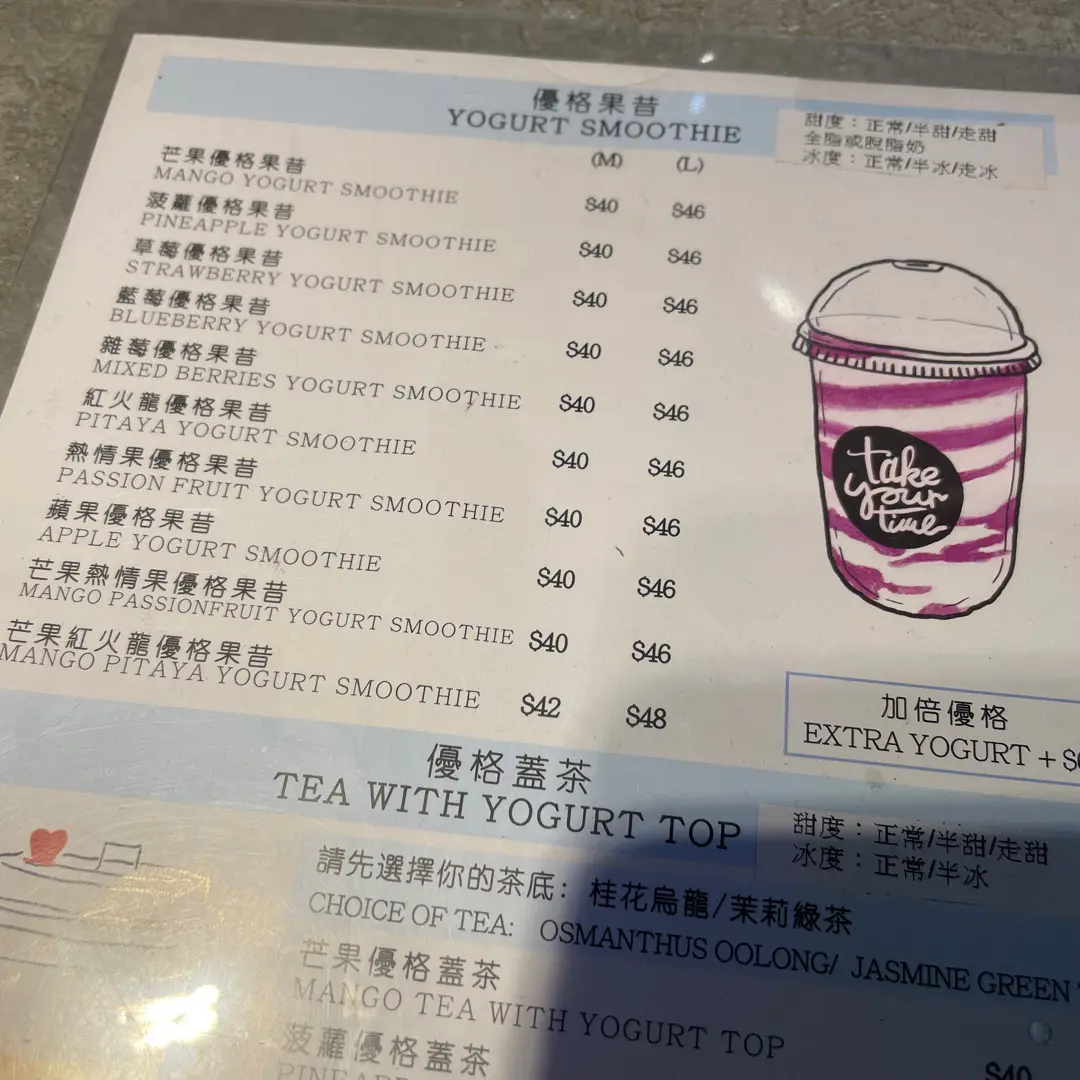 優格果昔
YOGURT SMOOTHIE
甜度：正常/半甜/走甜
全脂或脫脂奶
冰度：正常/半冰/走冰
(M) (L)
芒果優格果昔
MANGO YOGURT SMOOTHIE $40 $46
菠蘿優格果昔
PINEAPPLE YOGURT SMOOTHIE $40 $46
草莓優格果昔
STRAWBERRY YOGURT SMOOTHIE $40 $46
藍莓優格果昔
BLUEBERRY YOGURT SMOOTHIE $40 $46
雜莓優格果昔
MIXED BERRIES YOGURT SMOOTHIE $40 $46
紅火龍優格果昔
PITAYA YOGURT SMOOTHIE $40 $46
熱情果優格果昔
PASSION FRUIT YOGURT SMOOTHIE $40 $46
蘋果優格果昔
APPLE YOGURT SMOOTHIE $40 $46
芒果熱情果優格果昔
MANGO PASSIONFRUIT YOGURT SMOOTHIE $40 $46
芒果紅火龍優格果昔
MANGO PITAYA YOGURT SMOOTHIE $42 $48
take
your
time
加倍優格
EXTRA YOGURT +
優格蓋茶
TEA WITH YOGURT TOP
甜度：正常/半甜/走甜
冰度：正常/半冰
請先選擇你的茶底：桂花烏龍/茉莉綠茶
CHOICE OF TEA: OSMANTHUS OOLONG/ JASMINE GREEN
芒果優格蓋茶
MANGO TEA WITH YOGURT TOP
$40
菠蘿優格蓋茶